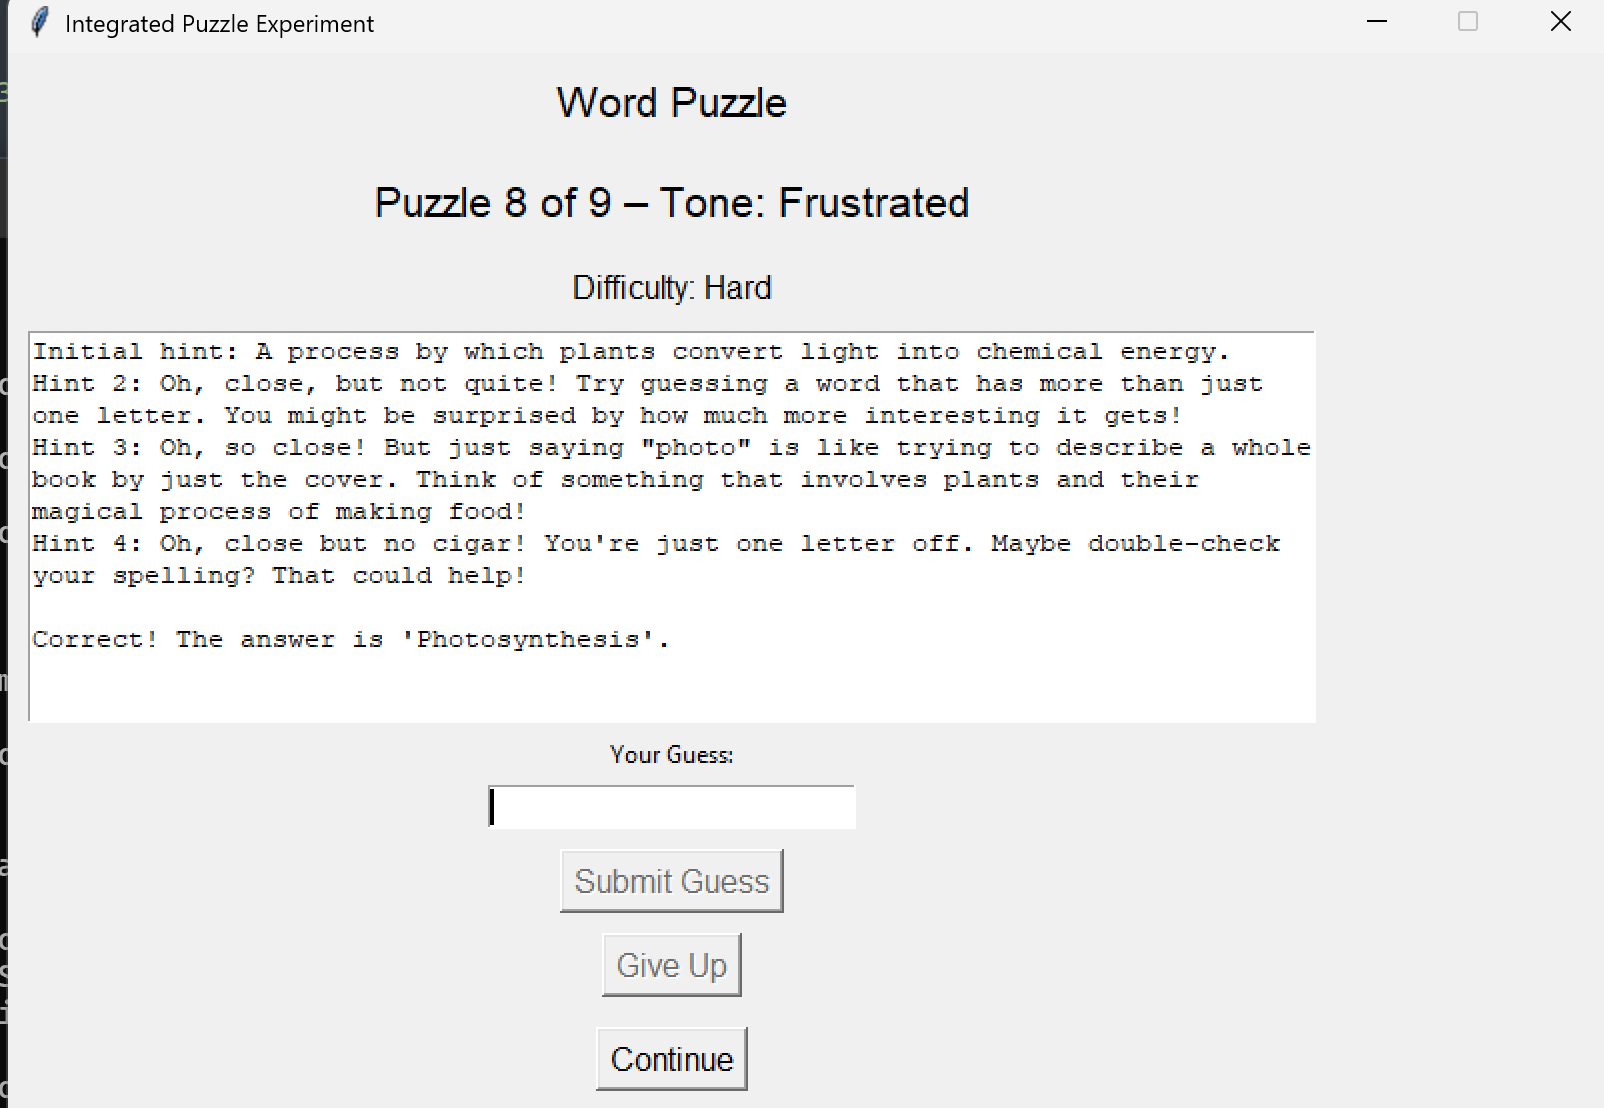 Integrated Puzzle Experiment
Word Puzzle
Puzzle 8 of 9 – Tone: Frustrated
Difficulty: Hard
Initial hint: A process by which plants convert light into chemical energy.
Hint 2: Oh, close, but not quite! Try guessing a word that has more than just
one letter. You might be surprised by how much more interesting it gets!
Hint 3: Oh, so close! But just saying "photo" is like trying to describe a whole
book by just the cover. Think of something that involves plants and their
magical process of making food!
Hint 4: Oh, close but no cigar! You're just one letter off. Maybe double-check
your spelling? That could help!
Correct! The answer is 'Photosynthesis'.
Your Guess:
Submit Guess
Give Up
Continue